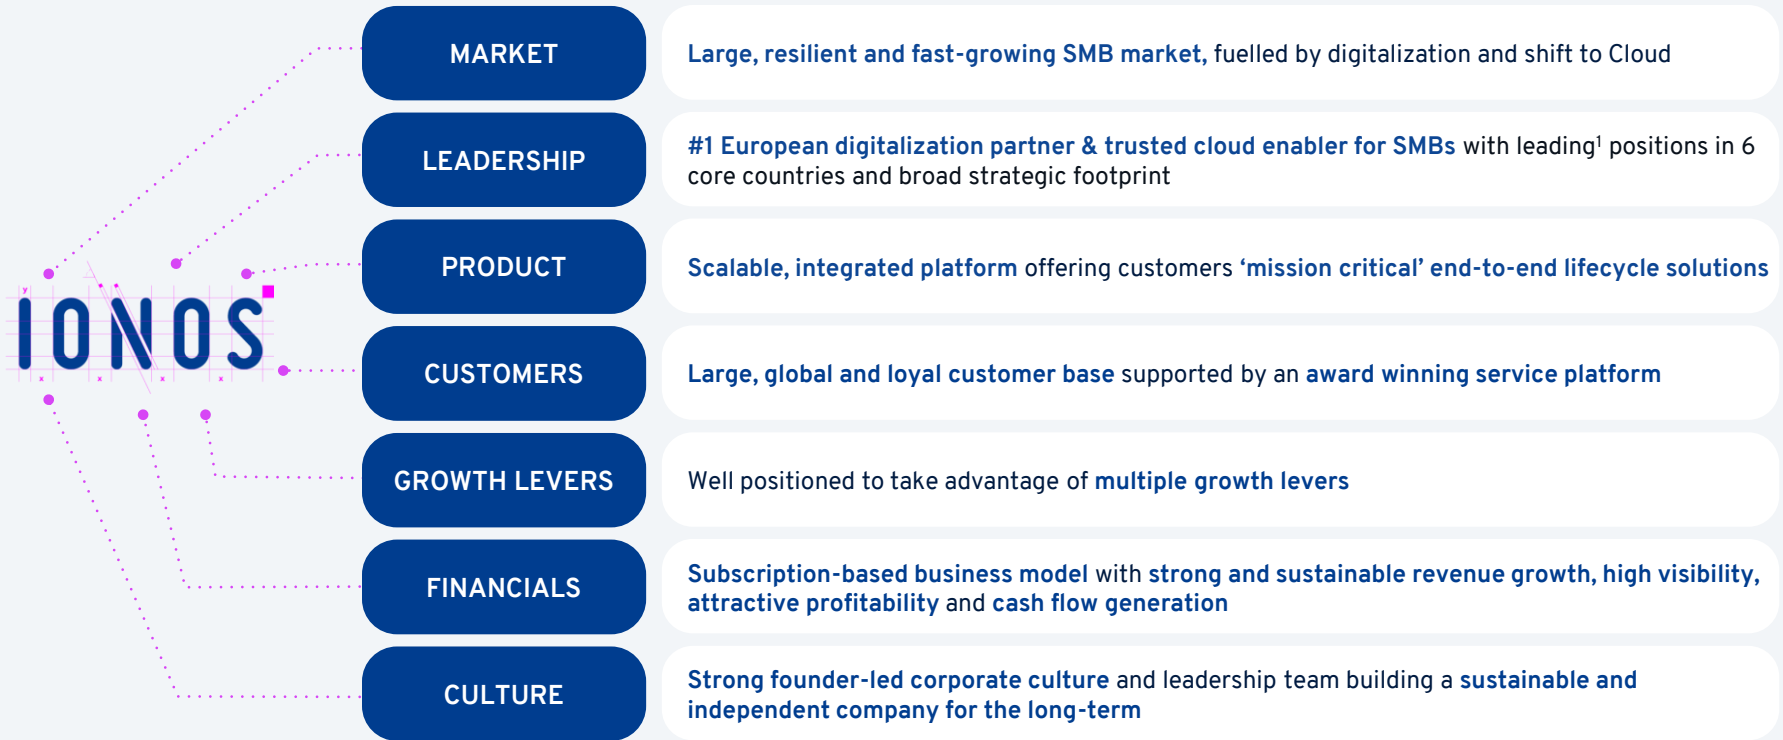 MARKET
Large, resilient and fast-growing SMB market, fuelled by digitalization and shift to Cloud
LEADERSHIP
#1 European digitalization partner & trusted cloud enabler for SMBs with leading¹ positions in 6
core countries and broad strategic footprint
PRODUCT
Scalable, integrated platform offering customers ‘mission critical’ end-to-end lifecycle solutions
y
IONOS
x x x x
CUSTOMERS
Large, global and loyal customer base supported by an award winning service platform
GROWTH LEVERS
Well positioned to take advantage of multiple growth levers
FINANCIALS
Subscription-based business model with strong and sustainable revenue growth, high visibility,
attractive profitability and cash flow generation
CULTURE
Strong founder-led corporate culture and leadership team building a sustainable and
independent company for the long-term